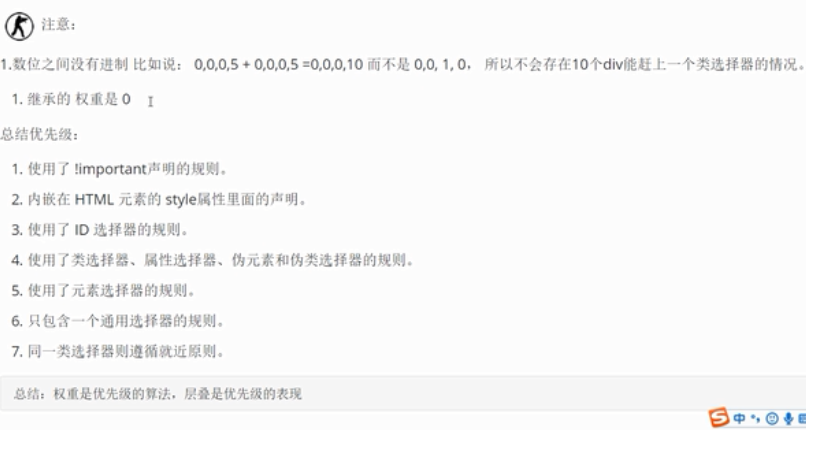 注意：
1.数位之间没有进制 比如说： 0,0,0,5 + 0,0,0,5 =0,0,0,10 而不是 0,0, 1, 0， 所以不会存在10个div能赶上一个类选择器的情况。
1. 继承的 权重是 0
总结优先级：
1. 使用了 !important声明的规则。
2. 内嵌在 HTML 元素的 style属性里面的声明。
3. 使用了 ID 选择器的规则。
4. 使用了类选择器、属性选择器、伪元素和伪类选择器的规则。
5. 使用了元素选择器的规则。
6. 只包含一个通用选择器的规则。
7. 同一类选择器则遵循就近原则。
总结：权重是优先级的算法，层叠是优先级的表现
S 中